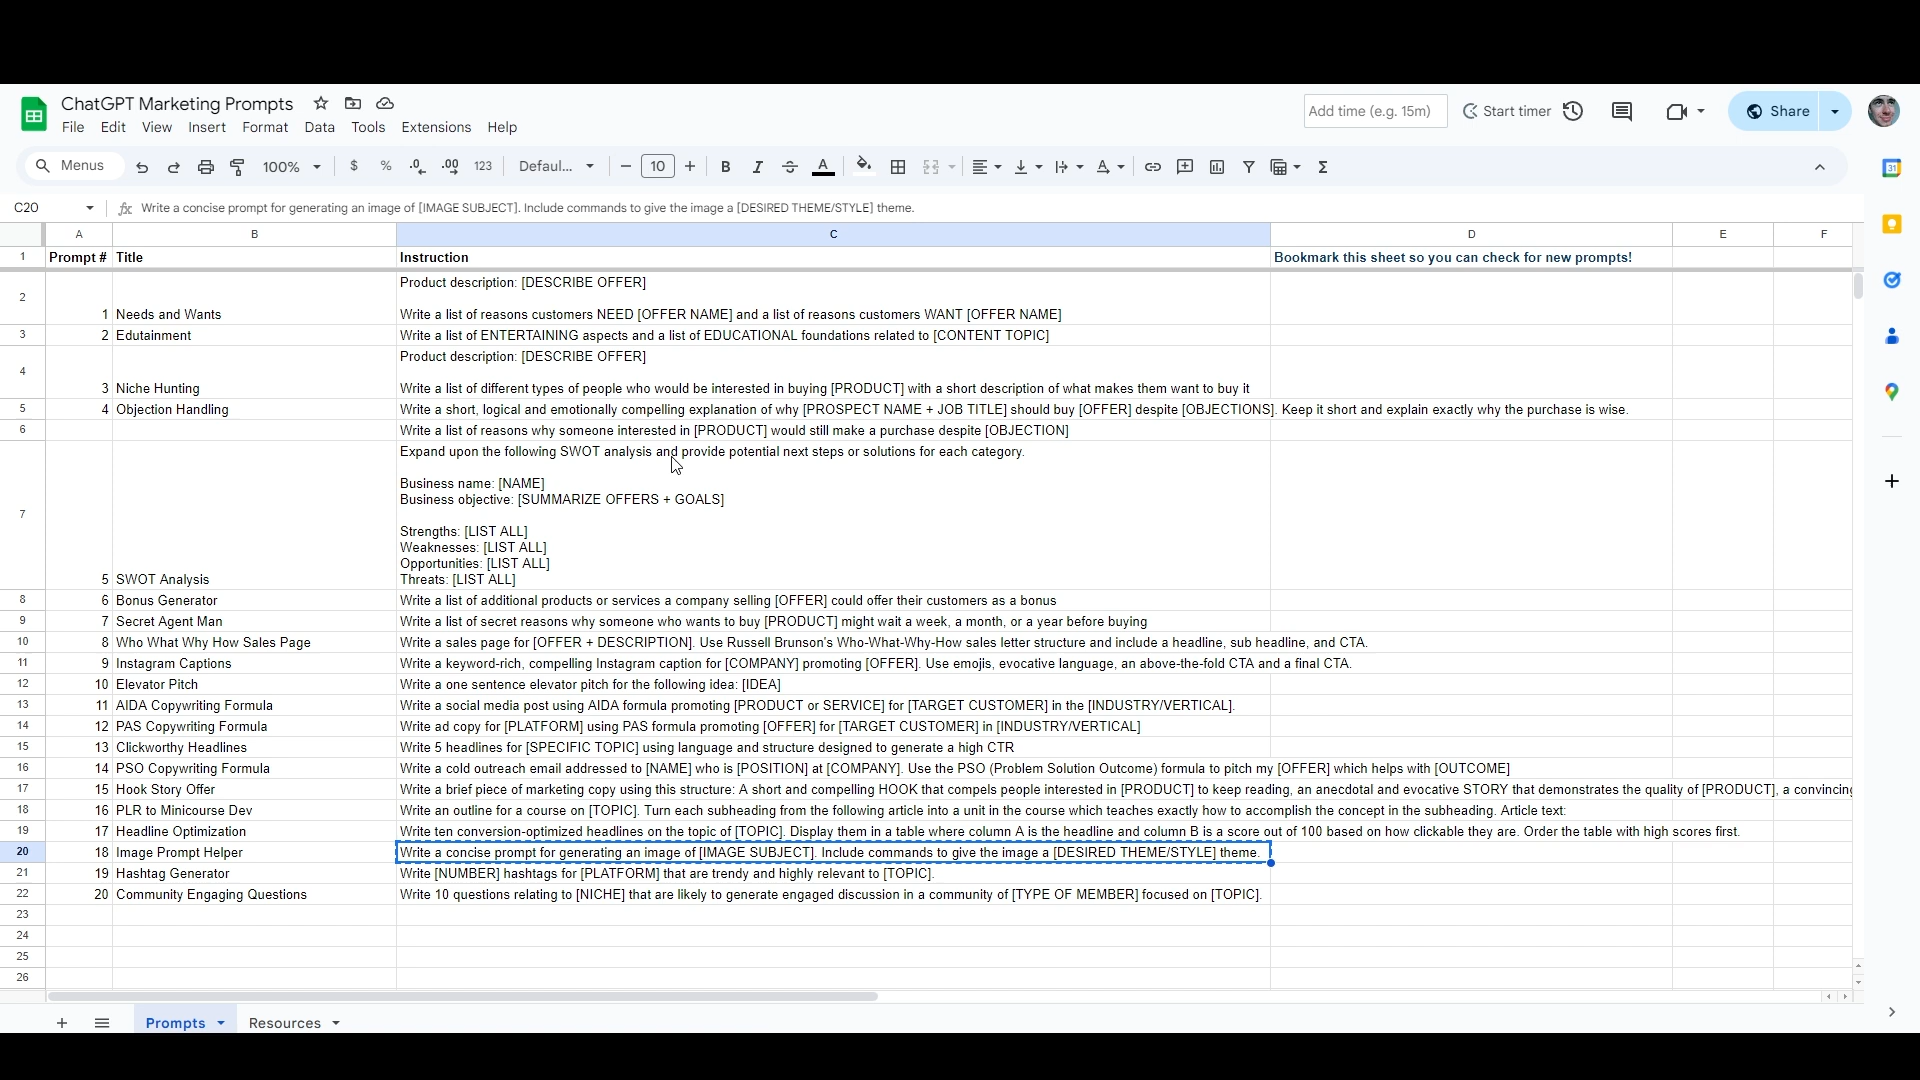 ChatGPT Marketing Prompts
Add time (e.g. 15m)
Start timer
Share
File Edit View Insert Format Data Tools Extensions Help
Menus 100% $ % .0 .00 123 Defaul... 10 B I A
C20 fx Write a concise prompt for generating an image of [IMAGE SUBJECT]. Include commands to give the image a [DESIRED THEME/STYLE] theme.
A B C D E F
1 Prompt # Title Instruction Bookmark this sheet so you can check for new prompts!
Product description: [DESCRIBE OFFER]
2
1 Needs and Wants Write a list of reasons customers NEED [OFFER NAME] and a list of reasons customers WANT [OFFER NAME]
3 2 Edutainment Write a list of ENTERTAINING aspects and a list of EDUCATIONAL foundations related to [CONTENT TOPIC]
Product description: [DESCRIBE OFFER]
4
3 Niche Hunting Write a list of different types of people who would be interested in buying [PRODUCT] with a short description of what makes them want to buy it
5 4 Objection Handling Write a short, logical and emotionally compelling explanation of why [PROSPECT NAME + JOB TITLE] should buy [OFFER] despite [OBJECTIONS]. Keep it short and explain exactly why the purchase is wise.
6 Write a list of reasons why someone interested in [PRODUCT] would still make a purchase despite [OBJECTION]
Expand upon the following SWOT analysis and provide potential next steps or solutions for each category.
Business name: [NAME]
Business objective: [SUMMARIZE OFFERS + GOALS]
7
Strengths: [LIST ALL]
Weaknesses: [LIST ALL]
Opportunities: [LIST ALL]
5 SWOT Analysis Threats: [LIST ALL]
8 6 Bonus Generator Write a list of additional products or services a company selling [OFFER] could offer their customers as a bonus
9 7 Secret Agent Man Write a list of secret reasons why someone who wants to buy [PRODUCT] might wait a week, a month, or a year before buying
10 8 Who What Why How Sales Page Write a sales page for [OFFER + DESCRIPTION]. Use Russell Brunson's Who-What-Why-How sales letter structure and include a headline, sub headline, and CTA.
11 9 Instagram Captions Write a keyword-rich, compelling Instagram caption for [COMPANY] promoting [OFFER]. Use emojis, evocative language, an above-the-fold CTA and a final CTA.
12 10 Elevator Pitch Write a one sentence elevator pitch for the following idea: [IDEA]
13 11 AIDA Copywriting Formula Write a social media post using AIDA formula promoting [PRODUCT or SERVICE] for [TARGET CUSTOMER] in the [INDUSTRY/VERTICAL].
14 12 PAS Copywriting Formula Write ad copy for [PLATFORM] using PAS formula promoting [OFFER] for [TARGET CUSTOMER] in [INDUSTRY/VERTICAL]
15 13 Clickworthy Headlines Write 5 headlines for [SPECIFIC TOPIC] using language and structure designed to generate a high CTR
16 14 PSO Copywriting Formula Write a cold outreach email addressed to [NAME] who is [POSITION] at [COMPANY]. Use the PSO (Problem Solution Outcome) formula to pitch my [OFFER] which helps with [OUTCOME]
17 15 Hook Story Offer Write a brief piece of marketing copy using this structure: A short and compelling HOOK that compels people interested in [PRODUCT] to keep reading, an anecdotal and evocative STORY that demonstrates the quality of [PRODUCT], a convincing
18 16 PLR to Minicourse Dev Write an outline for a course on [TOPIC]. Turn each subheading from the following article into a unit in the course which teaches exactly how to accomplish the concept in the subheading. Article text:
19 17 Headline Optimization Write ten conversion-optimized headlines on the topic of [TOPIC]. Display them in a table where column A is the headline and column B is a score out of 100 based on how clickable they are. Order the table with high scores first.
20 18 Image Prompt Helper Write a concise prompt for generating an image of [IMAGE SUBJECT]. Include commands to give the image a [DESIRED THEME/STYLE] theme.
21 19 Hashtag Generator Write [NUMBER] hashtags for [PLATFORM] that are trendy and highly relevant to [TOPIC].
22 20 Community Engaging Questions Write 10 questions relating to [NICHE] that are likely to generate engaged discussion in a community of [TYPE OF MEMBER] focused on [TOPIC].
23
24
25
26
Prompts Resources